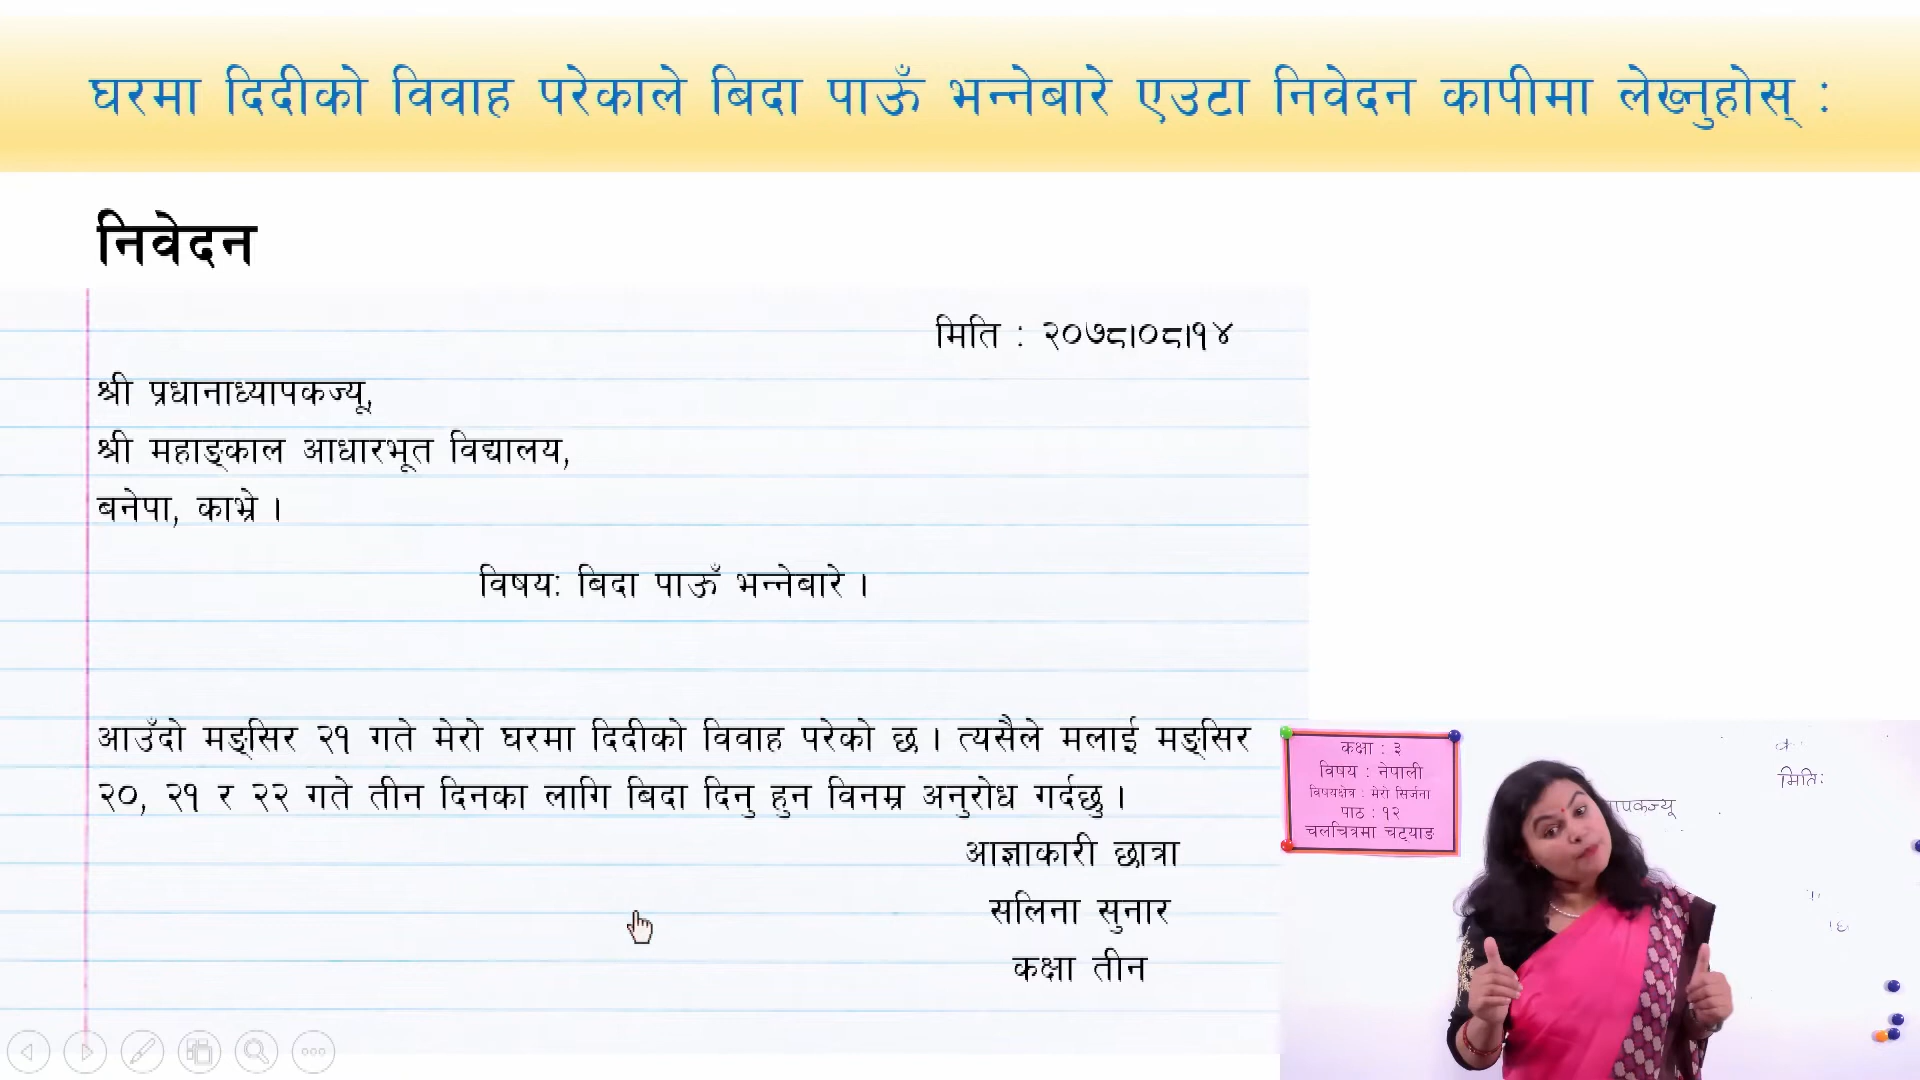 घरमा दिदीको विवाह परेकाले बिदा पाऊँ भन्नेबारे एउटा निवेदन कापीमा लेख्नुहोस् :
निवेदन
मिति : २०७८।०८।१४
श्री प्रधानाध्यापकज्यू,
श्री महाङ्काल आधारभूत विद्यालय,
बनेपा, काभ्रे ।
विषय: बिदा पाऊँ भन्नेबारे ।
आउँदो मङ्सिर २१ गते मेरो घरमा दिदीको विवाह परेको छ । त्यसैले मलाई मङ्सिर
२०, २१ र २२ गते तीन दिनका लागि बिदा दिनु हुन विनम्र अनुरोध गर्दछु ।
आज्ञाकारी छात्रा
सलिना सुनार
कक्षा तीन
कक्षा : ३
विषय : नेपाली
विषयक्षेत्र : मेरो सिर्जना
पाठ : १२
चलचित्रमा चट्याङ
मिति: